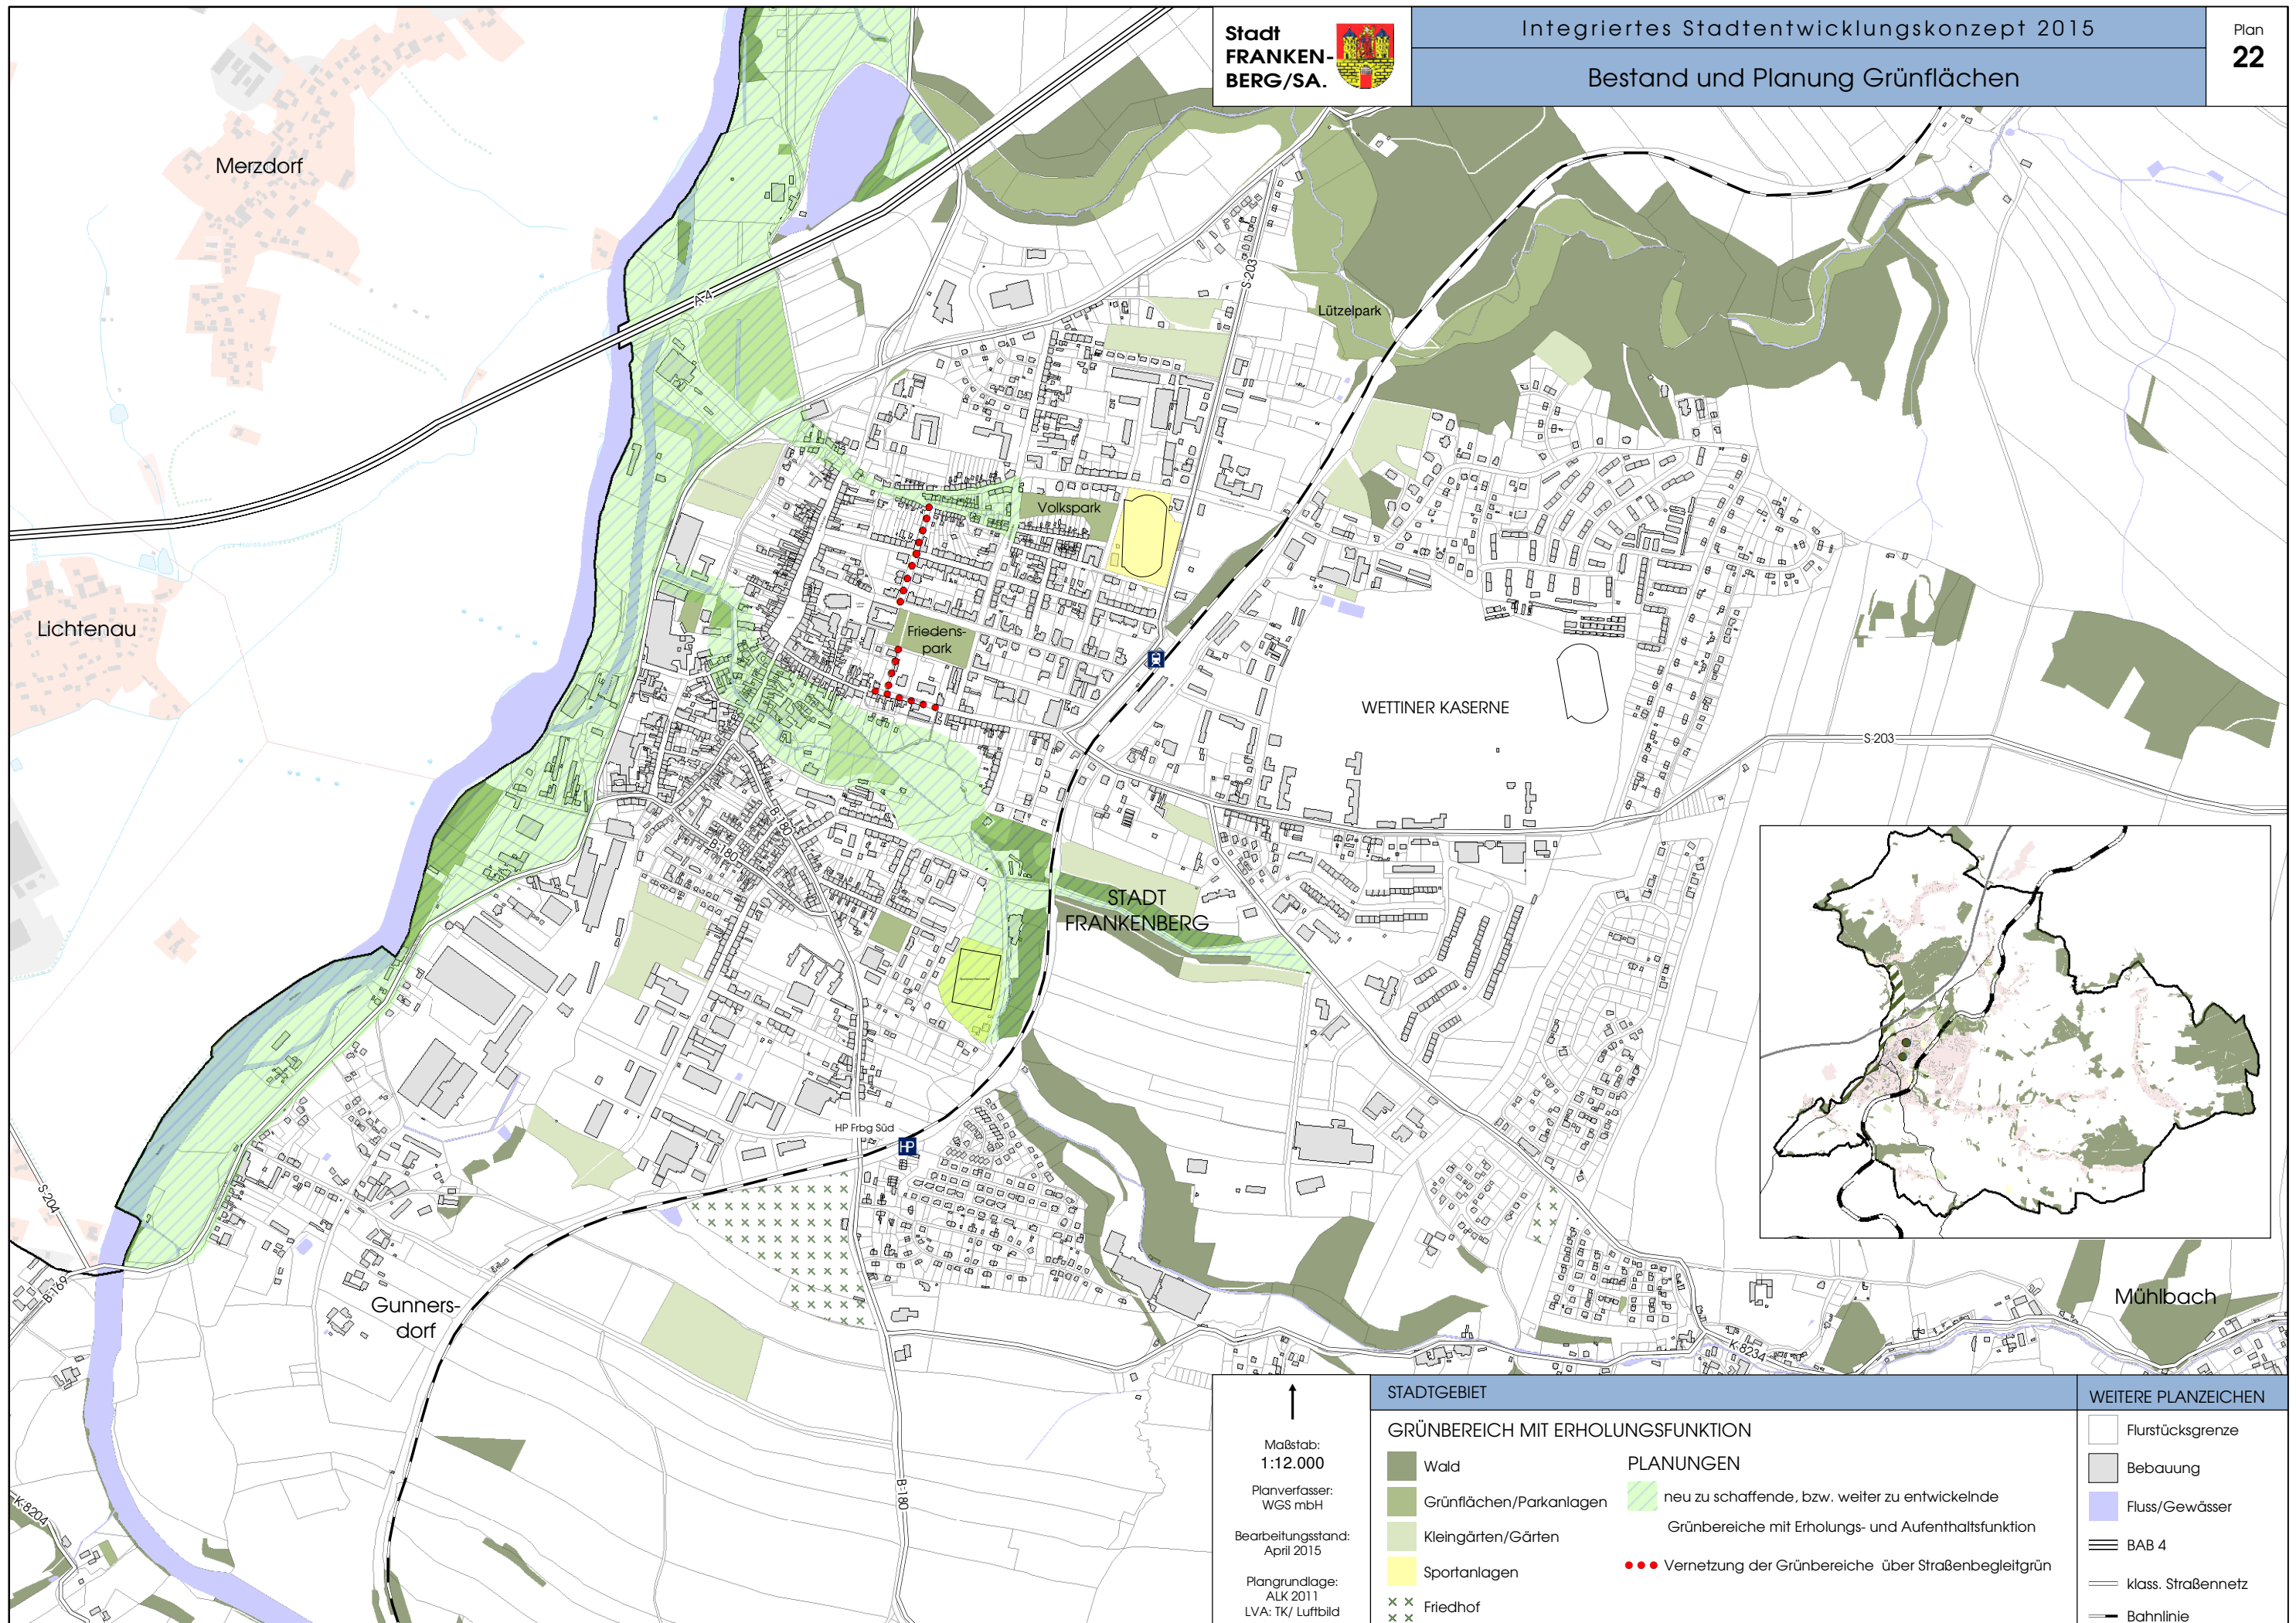 Stadt
FRANKEN-
BERG/SA.
Integriertes Stadtentwicklungskonzept 2015
Bestand und Planung Grünflächen
Plan
22
Merzdorf
A 4
S-203
Lützelpark
Volkspark
Lichtenau
Friedens-
park
WETTINER KASERNE
S-203
B-180
B-180
STADT
FRANKENBERG
HP Frbg Süd
HP
S-204
B-169
Gunners-
dorf
Mühlbach
K-8234
B-180
K-8204
Maßstab:
1:12.000
Planverfasser:
WGS mbH
Bearbeitungsstand:
April 2015
Plangrundlage:
ALK 2011
LVA: TK/ Luftbild
STADTGEBIET
GRÜNBEREICH MIT ERHOLUNGSFUNKTION
Wald
Grünflächen/Parkanlagen
Kleingärten/Gärten
Sportanlagen
Friedhof
PLANUNGEN
neu zu schaffende, bzw. weiter zu entwickelnde
Grünbereiche mit Erholungs- und Aufenthaltsfunktion
Vernetzung der Grünbereiche über Straßenbegleitgrün
WEITERE PLANZEICHEN
Flurstücksgrenze
Bebauung
Fluss/Gewässer
BAB 4
klass. Straßennetz
Bahnlinie